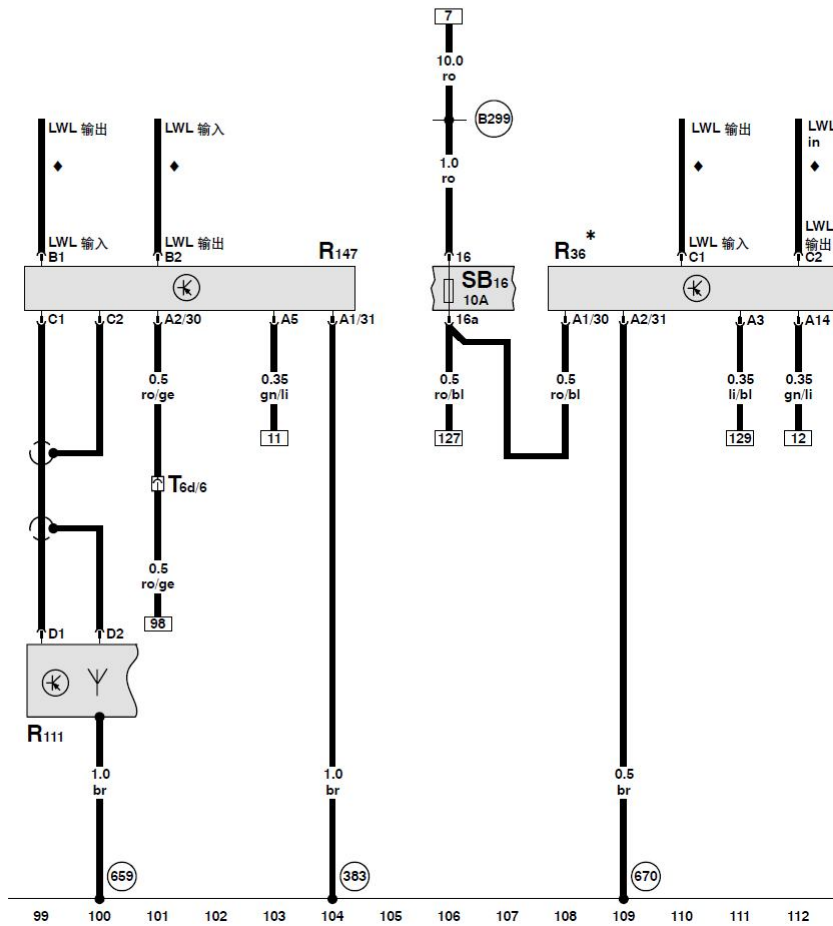 7
10.0
ro
B299
1.0
ro
LWL 输出
LWL 输入
LWL 输出
LWL
in
LWL 输入
LWL 输出
R147
R36 *
LWL 输入
LWL
输出
B1
B2
16
C1
C2
SB16
10A
C1
C2
A2/30
A5
A1/31
16a
A1/30
A2/31
A3
A14
0.5
ro/ge
0.35
gn/li
0.5
ro/bl
0.5
ro/bl
0.35
li/bl
0.35
gn/li
11
127
129
12
T6d/6
0.5
ro/ge
98
D1
D2
R111
1.0
br
1.0
br
0.5
br
659
383
670
99 100 101 102 103 104 105 106 107 108 109 110 111 112